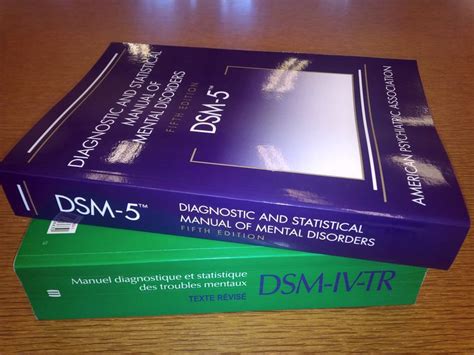 DIAGNOSTIC AND STATISTICAL
MANUAL OF
MENTAL DISORDERS
FIFTH EDITION
DSM-5™
AMERICAN PSYCHIATRIC ASSOCIATION
DSM-5™
DIAGNOSTIC AND STATISTICAL
MANUAL OF MENTAL DISORDERS
FIFTH EDITION
Manuel diagnostique et statistique
des troubles mentaux
TEXTE RÉVISÉ
DSM-IV-TR